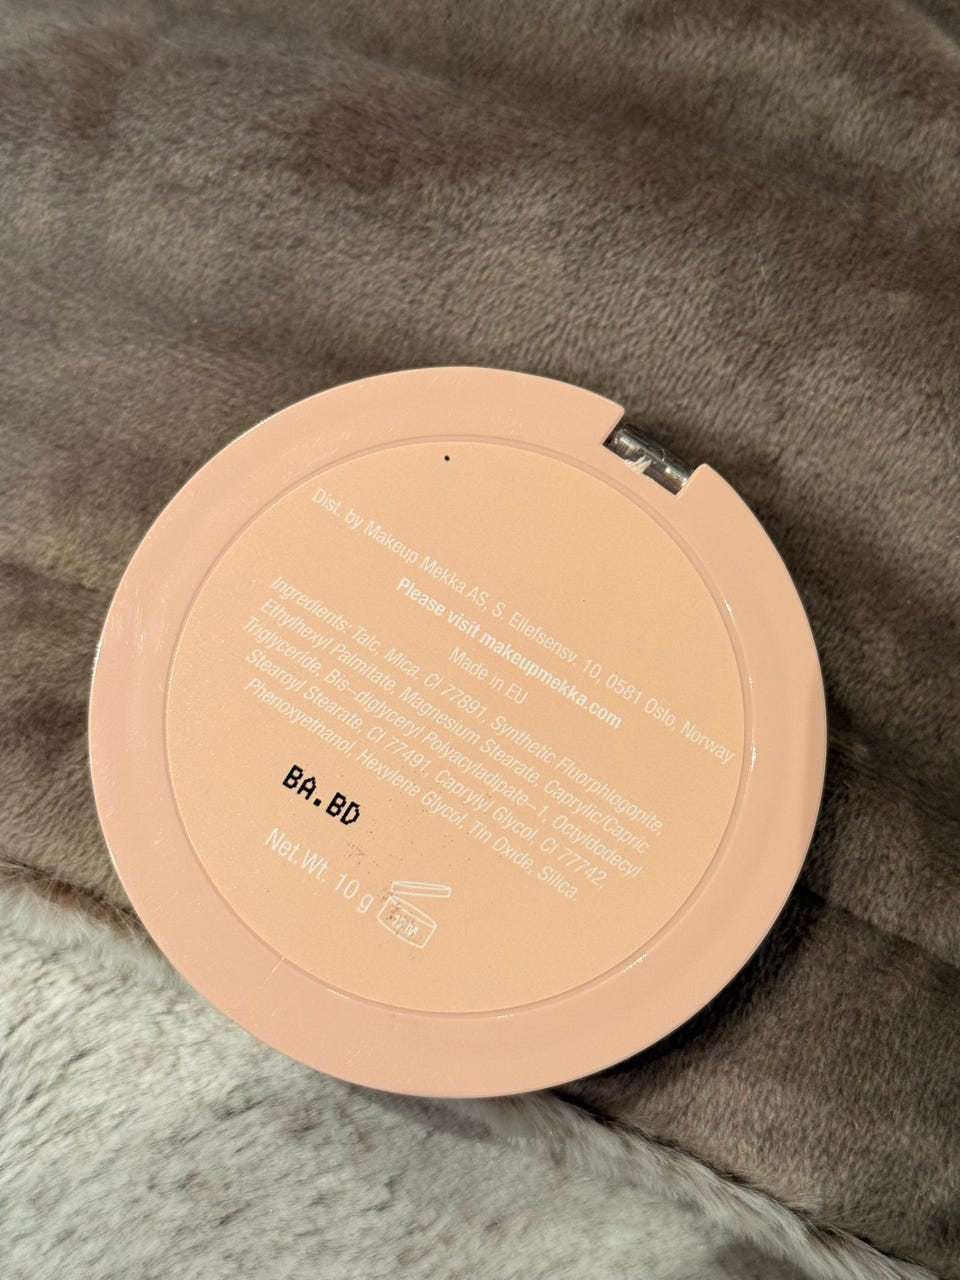 Dist. by Makeup Mekka AS, S. Ellefsensv. 10, 0581 Oslo, Norway
Please visit makeupmekka.com
Made in EU
Ingredients: Talc, Mica, CI 77891, Synthetic Fluorphlogopite,
Ethylhexyl Palmitate, Magnesium Stearate, Caprylic/Capric
Triglyceride, Bis–diglyceryl Polyacyladipate–1, Octyldodecyl
Stearoyl Stearate, CI 77491, Caprylyl Glycol, CI 77742,
Phenoxyethanol, Hexylene Glycol, Tin Oxide, Silica.
BA.BD
Net.Wt. 10 g
12M